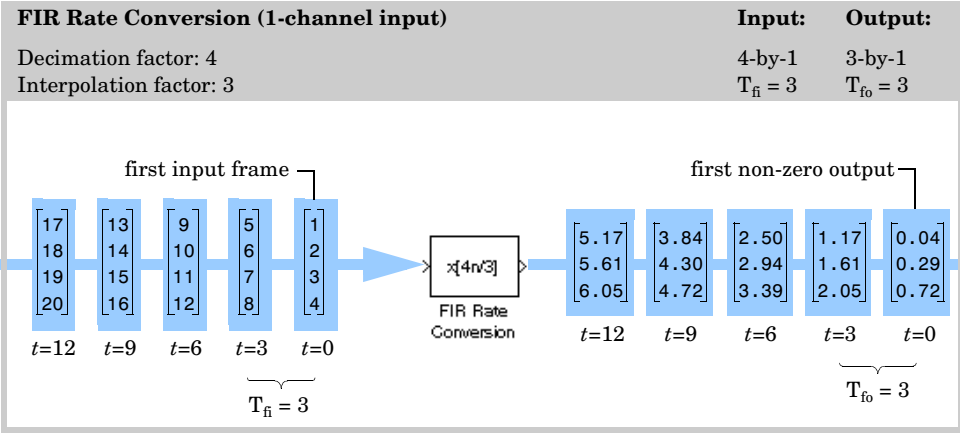 FIR Rate Conversion (1-channel input) Input: Output:
Decimation factor: 4 4-by-1 3-by-1
Interpolation factor: 3 Tfi = 3 Tfo = 3
first input frame first non-zero output
17 13 9 5 1 5.17 3.84 2.50 1.17 0.04
18 14 10 6 2 5.61 4.30 2.94 1.61 0.29
19 15 11 7 3 6.05 4.72 3.39 2.05 0.72
20 16 12 8 4
x[4n/3]
FIR Rate
Conversion
t=12 t=9 t=6 t=3 t=0 t=12 t=9 t=6 t=3 t=0
Tfi = 3 Tfo = 3